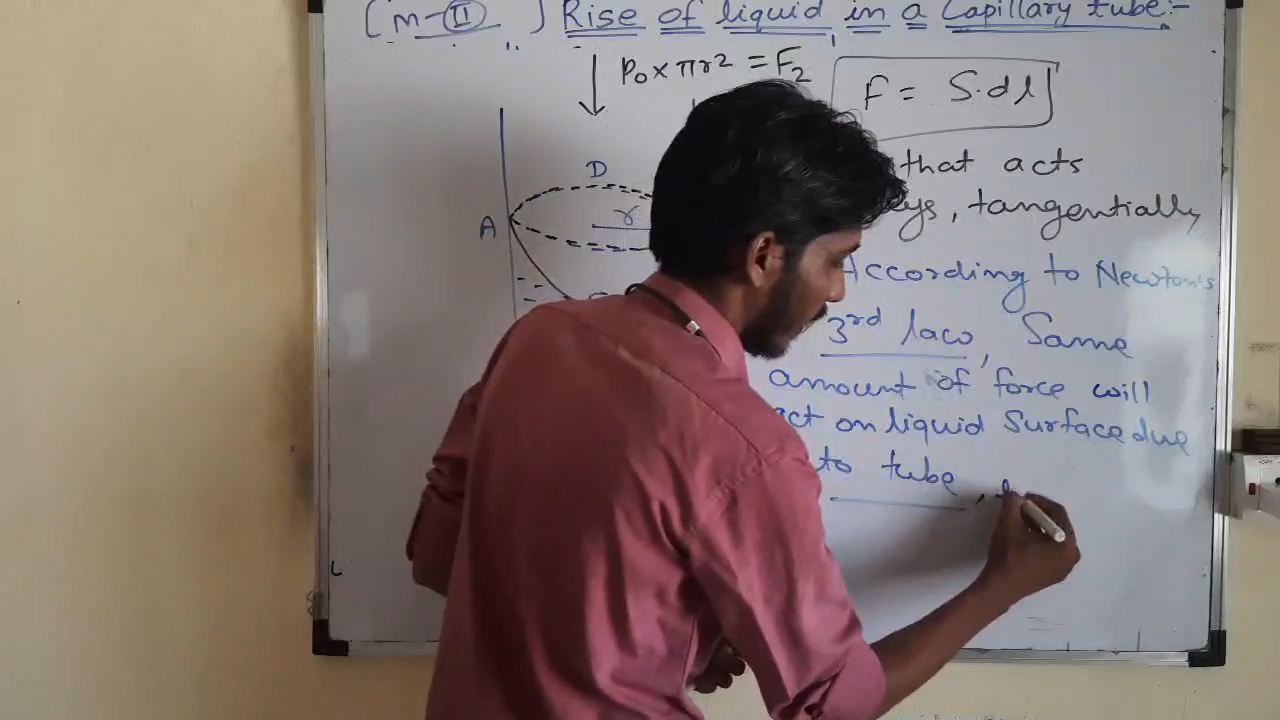 (M-II) Rise of liquid in a Capillary tube:-
P₀ x πr² = F₂
F = S.dl
D
that acts
A
r
eys, tangentially
According to Newton's
3rd law, Same
amount of force will
act on liquid Surface due
to tube,